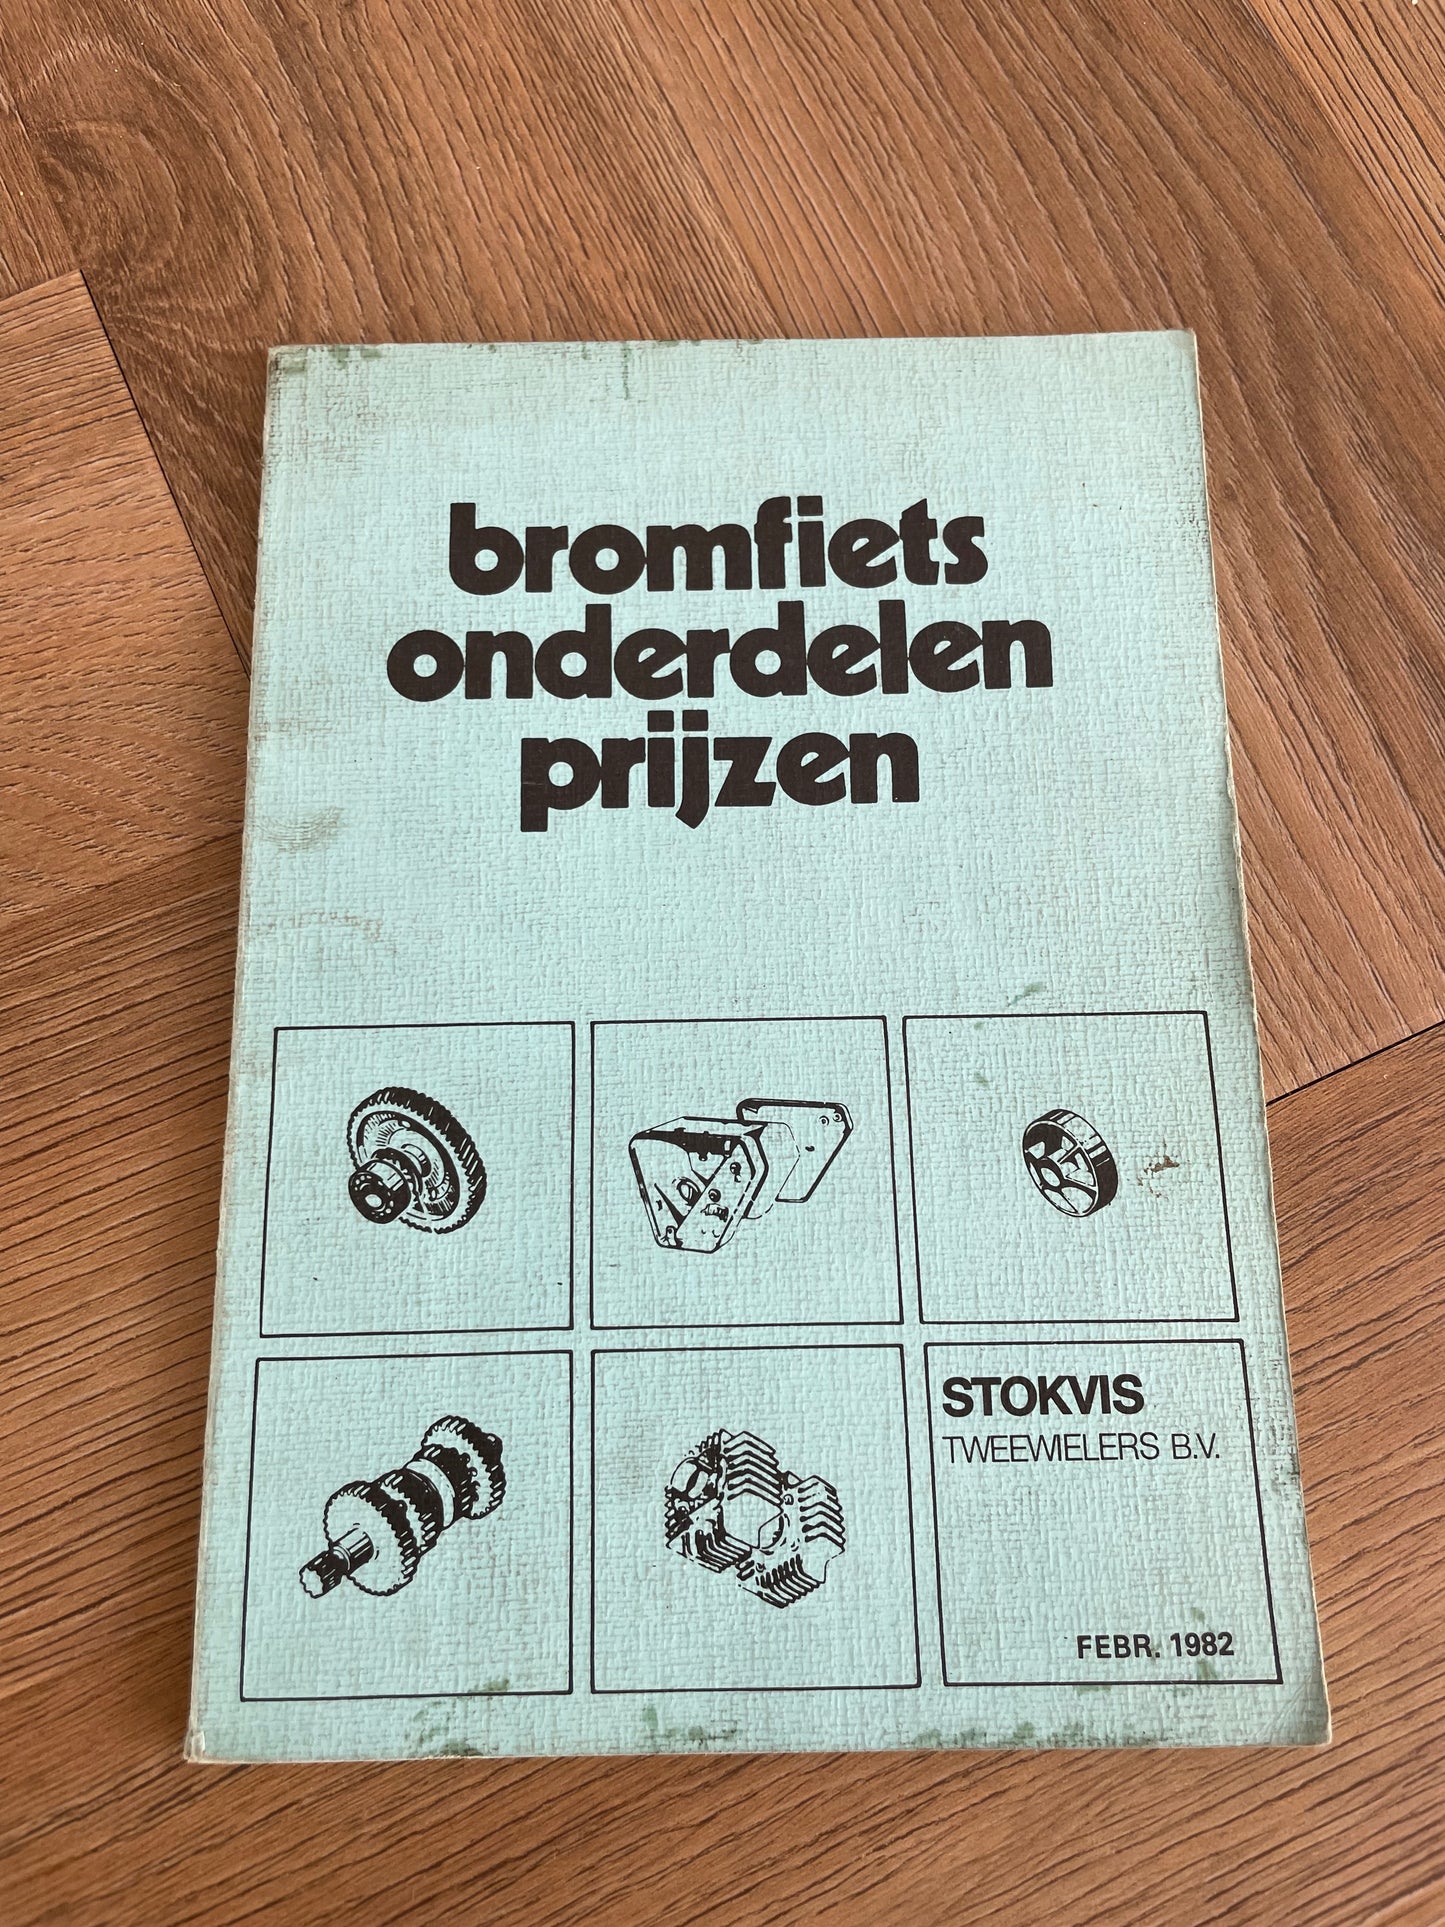 bromfiets
onderdelen
prijzen
STOKVIS
TWEEWIELERS B.V.
FEBR. 1982